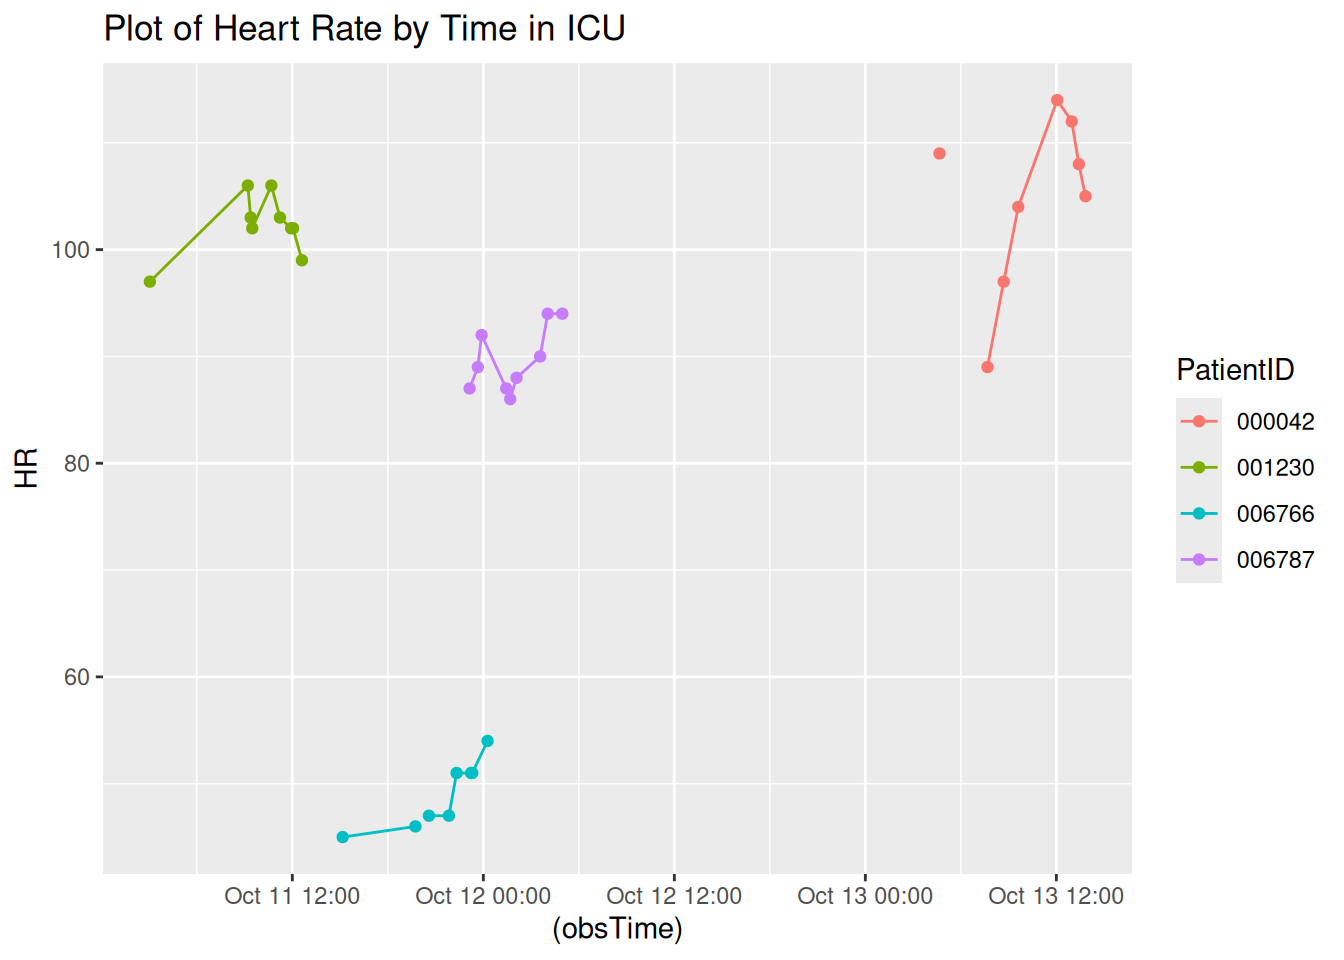 Plot of Heart Rate by Time in ICU
HR
100
80
60
Oct 11 12:00
Oct 12 00:00
Oct 12 12:00
Oct 13 00:00
Oct 13 12:00
(obsTime)
PatientID
000042
001230
006766
006787